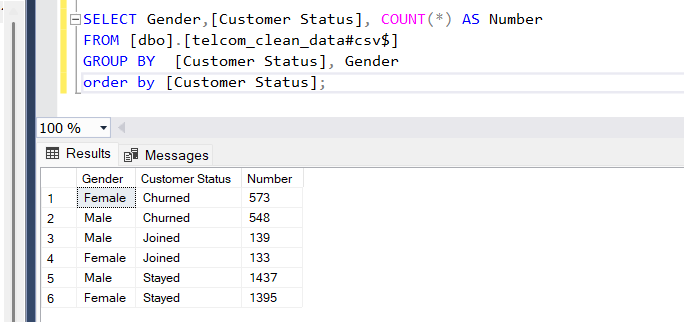 SELECT Gender,[Customer Status], COUNT(*) AS Number
FROM [dbo].[telcom_clean_data#csv$]
GROUP BY  [Customer Status], Gender
order by [Customer Status];
100 %
Results Messages
Gender Customer Status Number
1 Female Churned 573
2 Male Churned 548
3 Male Joined 139
4 Female Joined 133
5 Male Stayed 1437
6 Female Stayed 1395